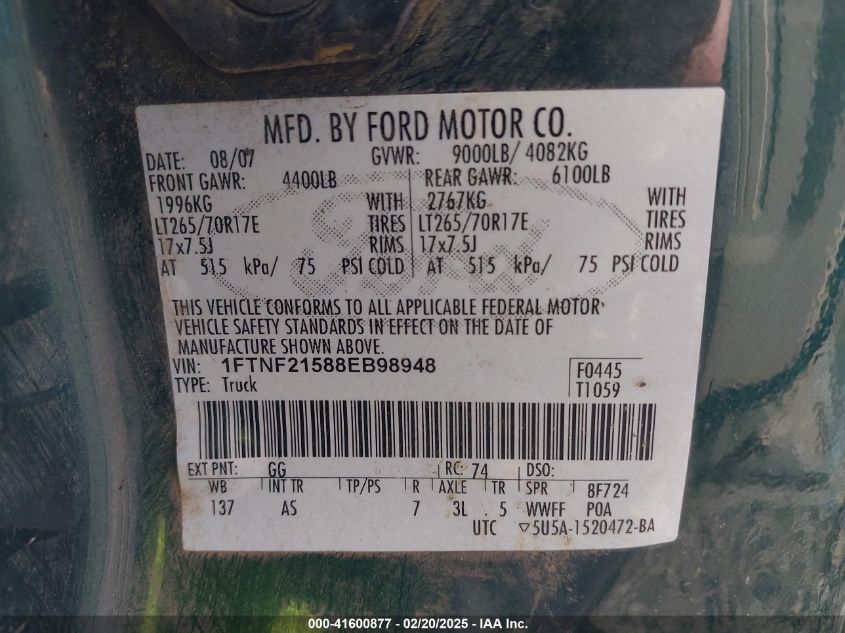 MFD. BY FORD MOTOR CO.
DATE: 08/07 GVWR: 9000LB/ 4082KG
FRONT GAWR: 4400LB REAR GAWR: 6100LB
1996KG WITH 2767KG WITH
LT265/70R17E TIRES LT265/70R17E TIRES
17x7.5J RIMS 17x7.5J RIMS
AT 515 kPa/ 75 PSI COLD AT 515 kPa/ 75 PSI COLD
Ford
THIS VEHICLE CONFORMS TO ALL APPLICABLE FEDERAL MOTOR
VEHICLE SAFETY STANDARDS IN EFFECT ON THE DATE OF
MANUFACTURE SHOWN ABOVE.
VIN: 1FTNF21588EB98948 F0445
TYPE: Truck T1059
EXT PNT: GG RC: 74 DSO:
WB INT TR TP/PS R AXLE TR SPR 8F724
137 AS 7 3L 5 WWFF POA
UTC ▽5U5A-1520472-BA
000-41600877 - 02/20/2025 - IAA Inc.